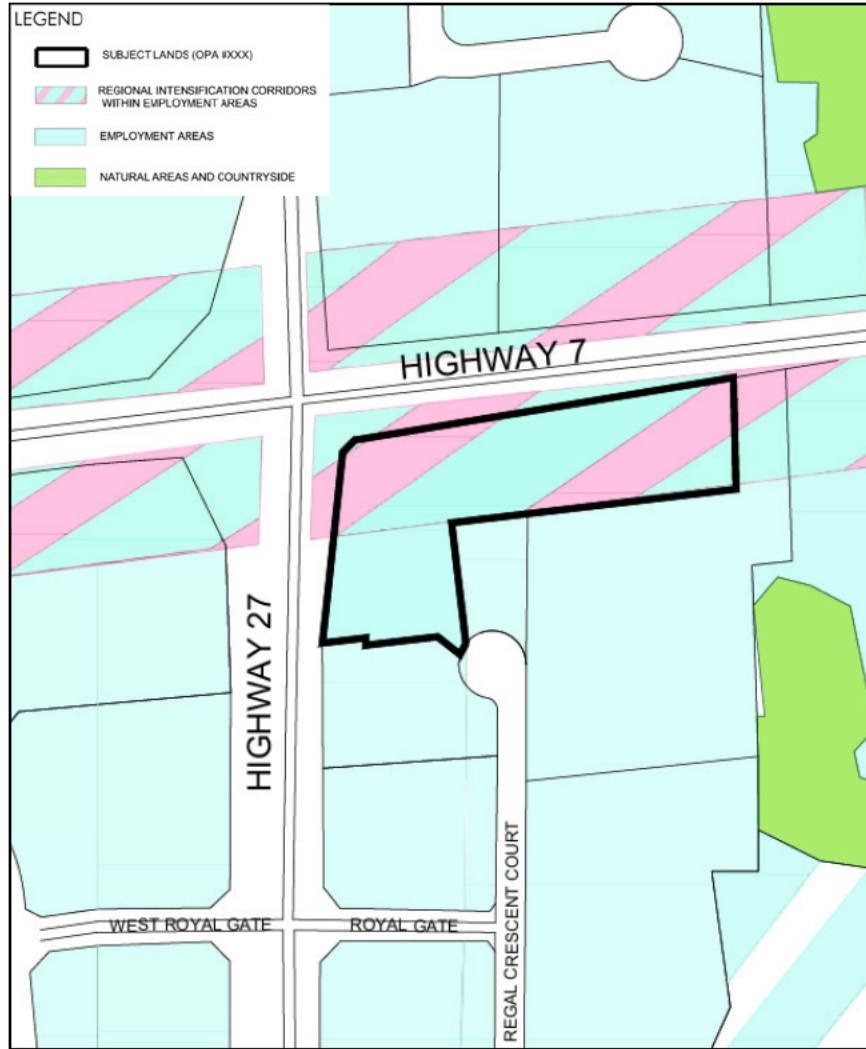 LEGEND
SUBJECT LANDS (OPA #XXX)
REGIONAL INTENSIFICATION CORRIDORS
WITHIN EMPLOYMENT AREAS
EMPLOYMENT AREAS
NATURAL AREAS AND COUNTRYSIDE
HIGHWAY 7
HIGHWAY 27
WEST ROYAL GATE
ROYAL GATE
REGAL CRESCENT COURT